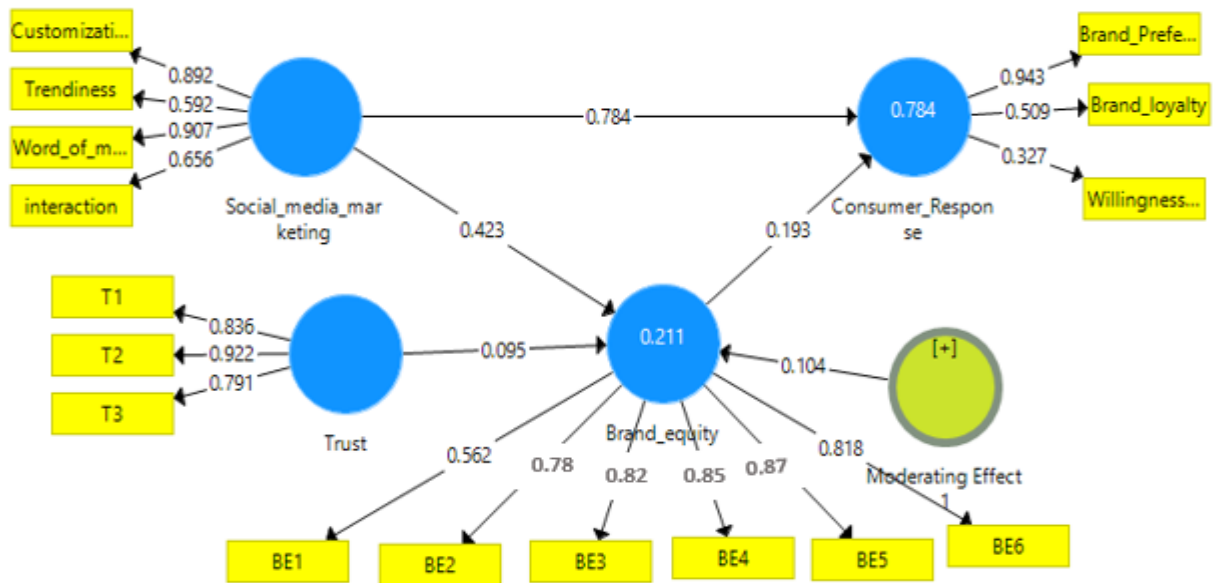 Customizati...
Trendiness
Word_of_m...
interaction
0.892
0.592
0.907
0.656
Social_media_mar
keting
0.784
0.784
Consumer_Respon
se
0.943
0.509
0.327
Brand_Prefe...
Brand_loyalty
Willingness...
0.423
0.193
T1
T2
T3
0.836
0.922
0.791
Trust
0.095
0.211
Brand_equity
0.104
[+]
Moderating Effect
1
0.562
0.78
0.82
0.85
0.87
0.818
BE1
BE2
BE3
BE4
BE5
BE6